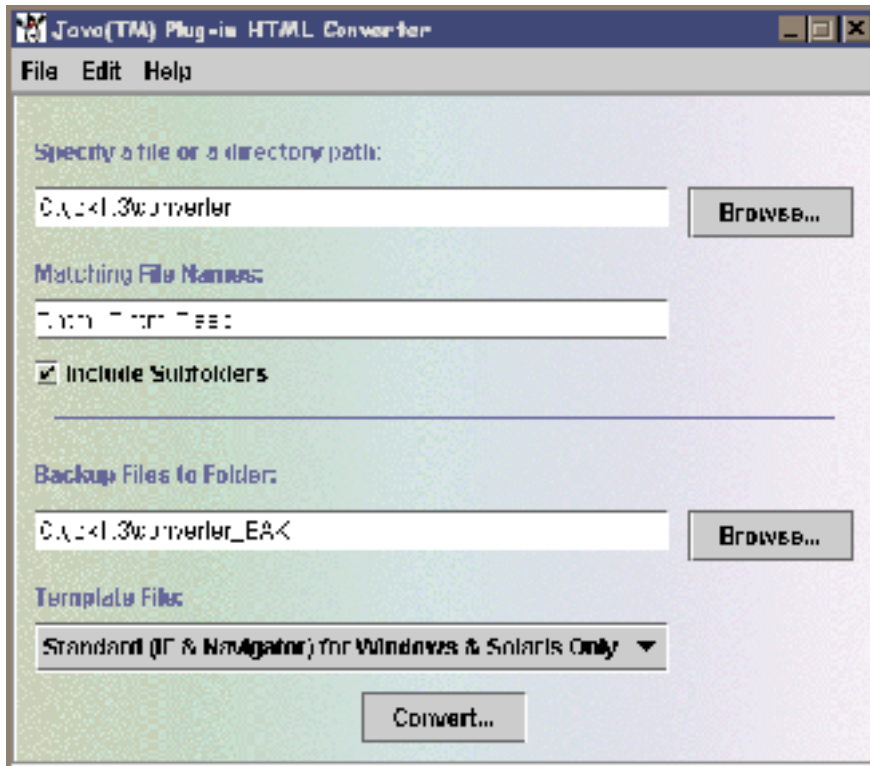 Java(TM) Plug-in HTML Converter
File Edit Help
Specify a file or a directory path:
Browse...
Matching File Names:
Include Subfolders
Backup Files to Folder:
Browse...
Template File:
Standard (IE & Navigator) for Windows & Solaris Only
Convert...